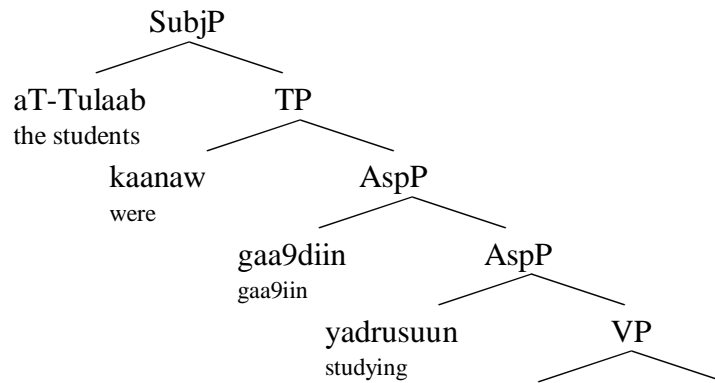 SubjP
aT-Tulaab TP
the students
kaanaw AspP
were
gaa9diin AspP
gaa9iin
yadrusuun VP
studying